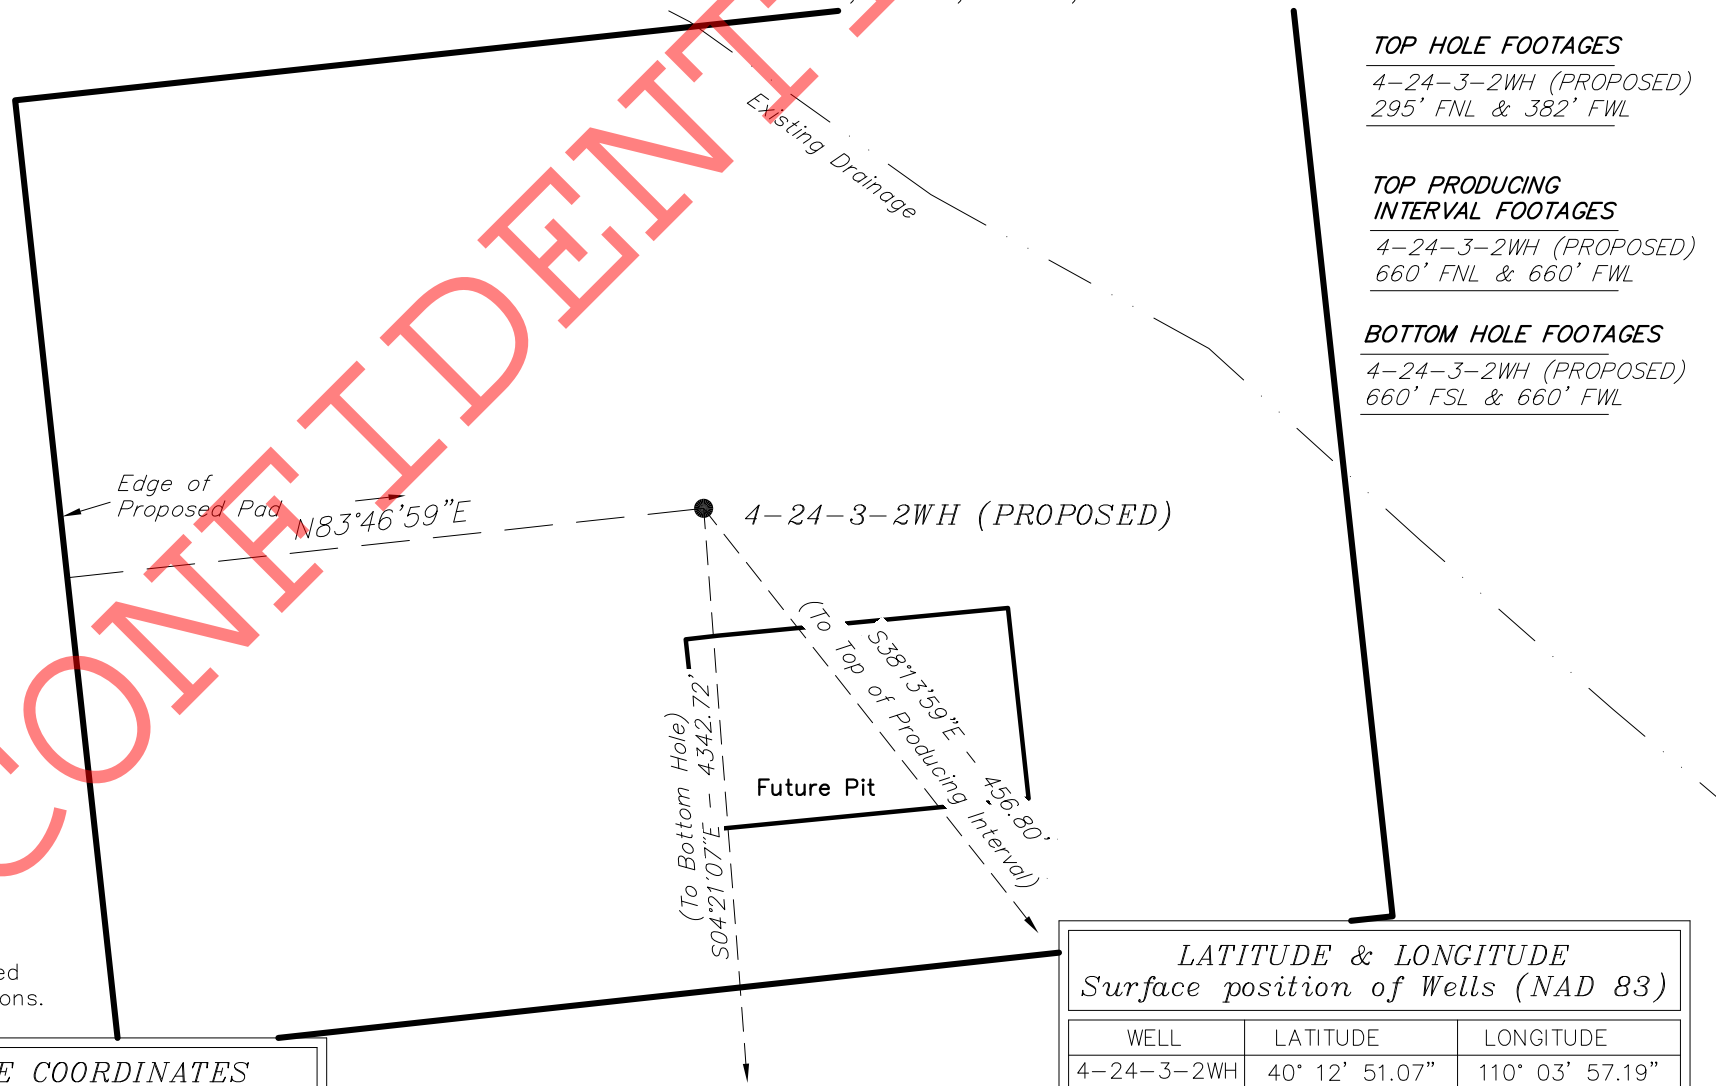 TOP HOLE FOOTAGES
4-24-3-2WH (PROPOSED)
295' FNL & 382' FWL
TOP PRODUCING
INTERVAL FOOTAGES
4-24-3-2WH (PROPOSED)
660' FNL & 660' FWL
BOTTOM HOLE FOOTAGES
4-24-3-2WH (PROPOSED)
660' FSL & 660' FWL
Existing Drainage
CONFIDENT
Edge of
Proposed Pad
N83°46'59"E
4-24-3-2WH (PROPOSED)
(To Bottom Hole)
S04°21'07"E - 4342.72'
(To Top of Producing Interval)
S38°13'59"E - 456.80'
Future Pit
ed
ons.
E COORDINATES
LATITUDE & LONGITUDE
Surface position of Wells (NAD 83)
WELL LATITUDE LONGITUDE
4-24-3-2WH 40° 12' 51.07" 110° 03' 57.19"